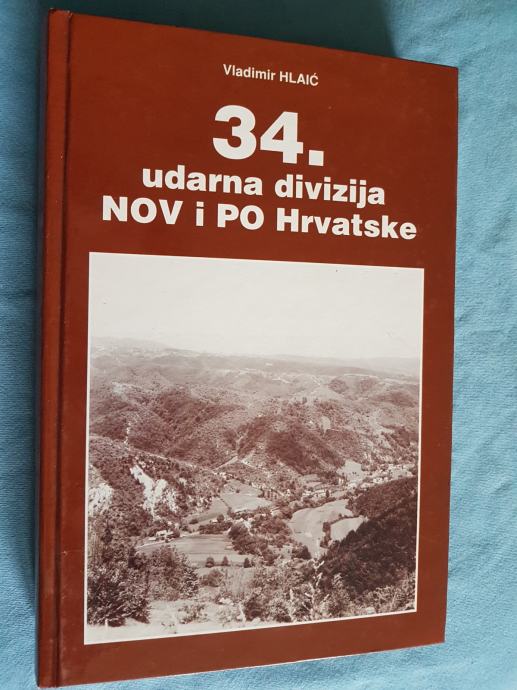 Vladimir HLAIĆ
34.
udarna divizija
NOV i PO Hrvatske